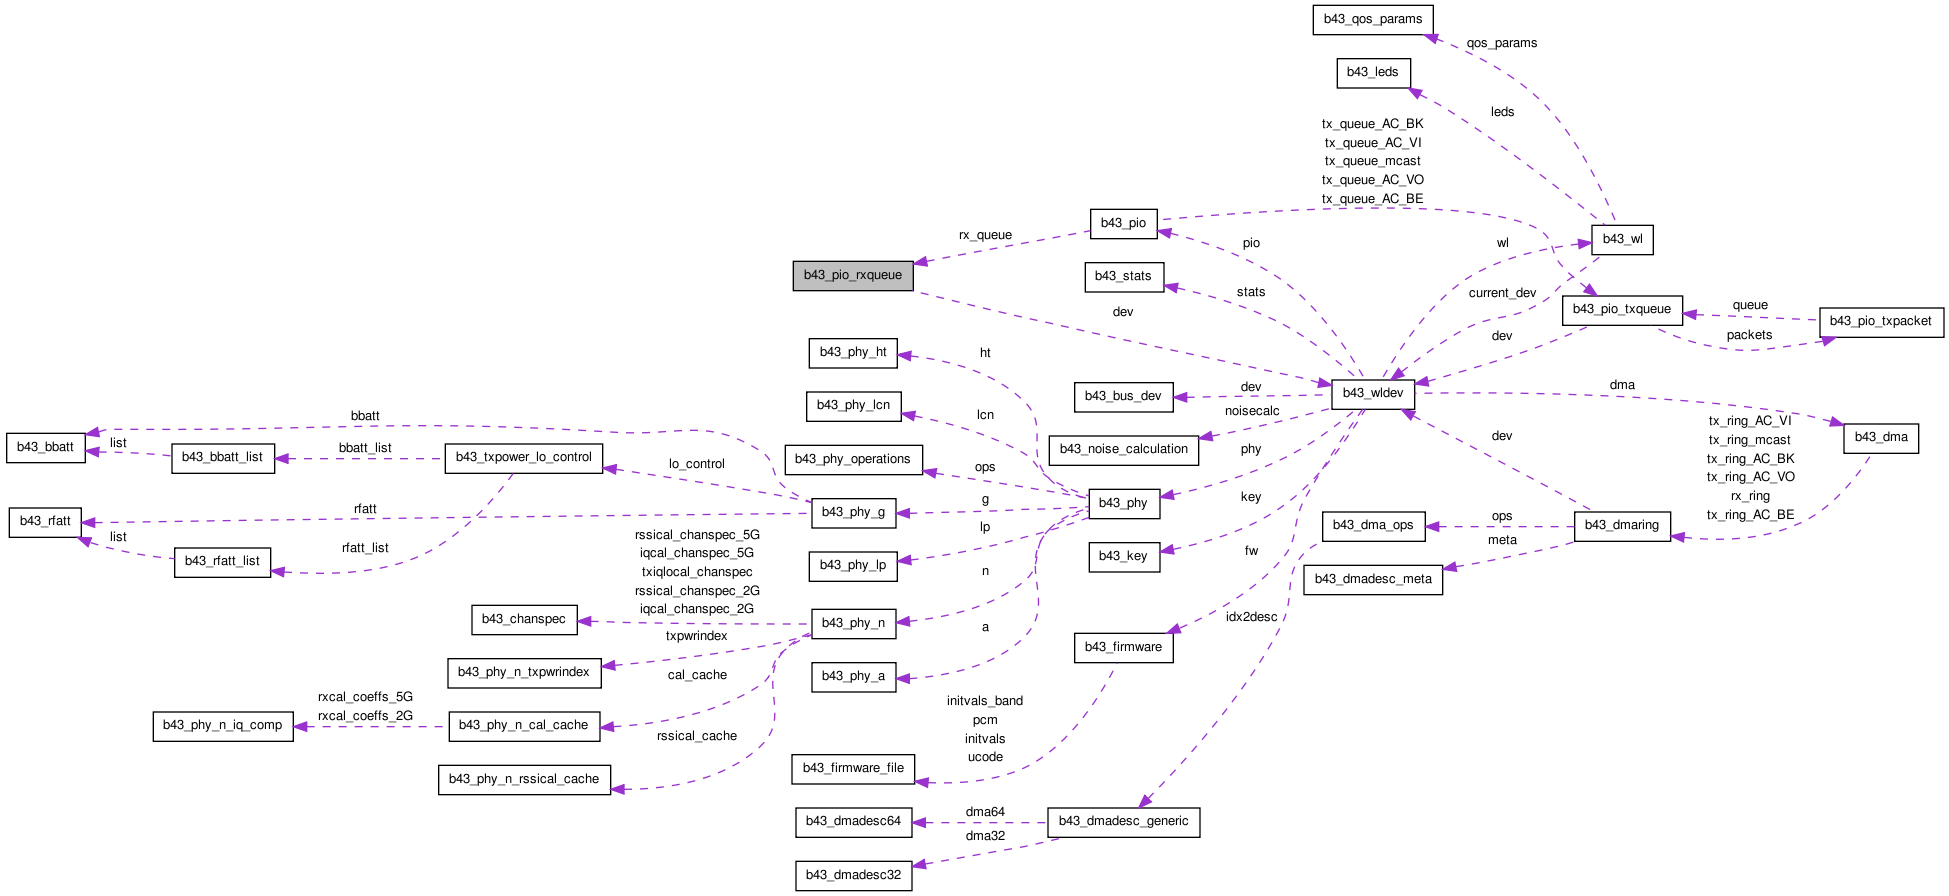 b43_qos_params
qos_params
b43_leds
leds
tx_queue_AC_BK
tx_queue_AC_VI
tx_queue_mcast
tx_queue_AC_VO
tx_queue_AC_BE
b43_pio
rx_queue
b43_wl
pio
wl
b43_pio_rxqueue
b43_stats
stats
current_dev
dev
b43_pio_txqueue
queue
b43_pio_txpacket
packets
dev
b43_phy_ht
ht
b43_bus_dev
dev
b43_wldev
dma
b43_phy_lcn
lcn
noisecalc
bbatt
tx_ring_AC_VI
tx_ring_mcast
tx_ring_AC_BK
tx_ring_AC_VO
rx_ring
tx_ring_AC_BE
b43_dma
dev
b43_bbatt
list
b43_bbatt_list
bbatt_list
b43_txpower_lo_control
lo_control
b43_phy_operations
ops
b43_noise_calculation
phy
b43_phy
key
g
b43_phy_g
rfatt
b43_rfatt
list
b43_rfatt_list
rfatt_list
lp
b43_phy_lp
b43_key
fw
b43_dma_ops
ops
b43_dmaring
meta
b43_dmadesc_meta
rssical_chanspec_5G
iqcal_chanspec_5G
txiqlocal_chanspec
rssical_chanspec_2G
iqcal_chanspec_2G
n
b43_chanspec
b43_phy_n
idx2desc
a
txpwrindex
b43_firmware
b43_phy_n_txpwrindex
cal_cache
b43_phy_a
rxcal_coeffs_5G
rxcal_coeffs_2G
b43_phy_n_iq_comp
b43_phy_n_cal_cache
rssical_cache
initvals_band
pcm
initvals
ucode
b43_phy_n_rssical_cache
b43_firmware_file
b43_dmadesc64
dma64
b43_dmadesc_generic
dma32
b43_dmadesc32